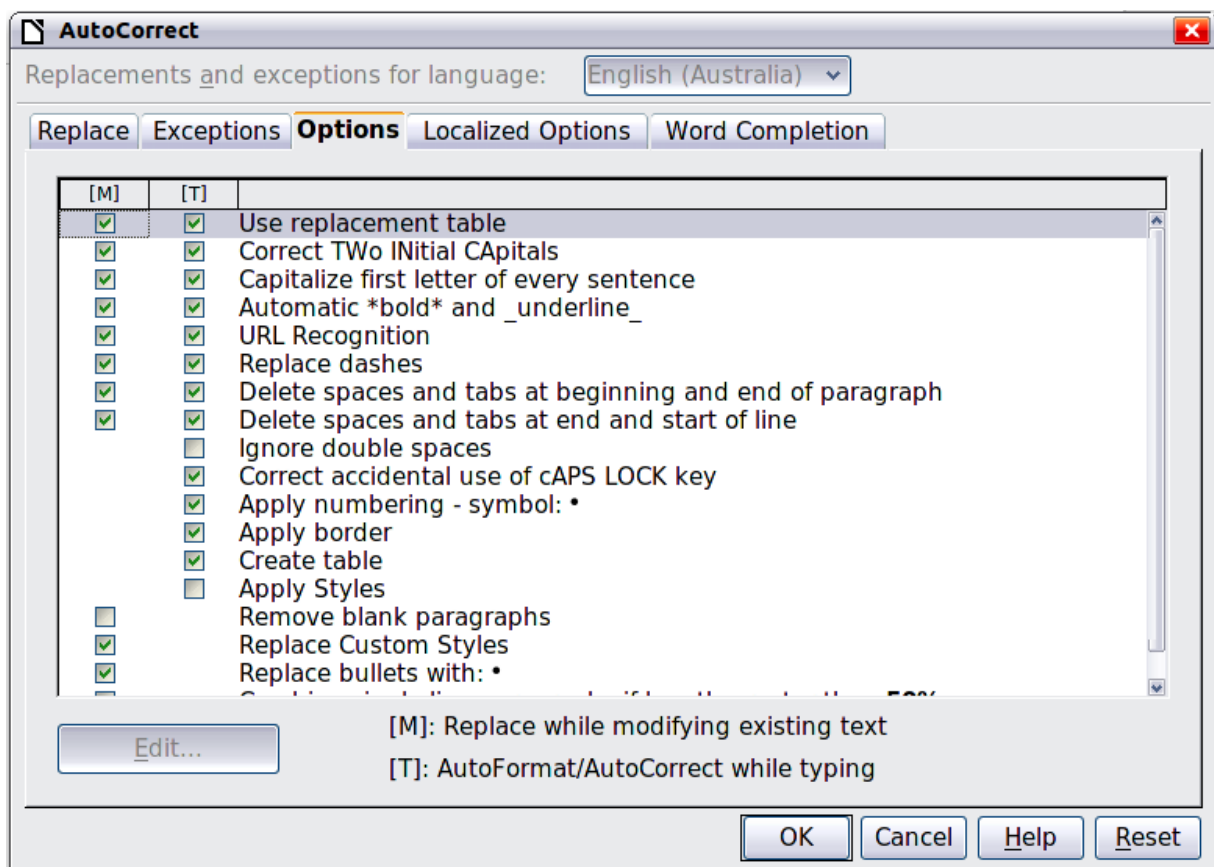 AutoCorrect
Replacements and exceptions for language: English (Australia)
Replace Exceptions Options Localized Options Word Completion
[M] [T]
Use replacement table
Correct TWo INitial CApitals
Capitalize first letter of every sentence
Automatic *bold* and _underline_
URL Recognition
Replace dashes
Delete spaces and tabs at beginning and end of paragraph
Delete spaces and tabs at end and start of line
Ignore double spaces
Correct accidental use of cAPS LOCK key
Apply numbering - symbol: •
Apply border
Create table
Apply Styles
Remove blank paragraphs
Replace Custom Styles
Replace bullets with: •
[M]: Replace while modifying existing text
Edit...
[T]: AutoFormat/AutoCorrect while typing
OK Cancel Help Reset